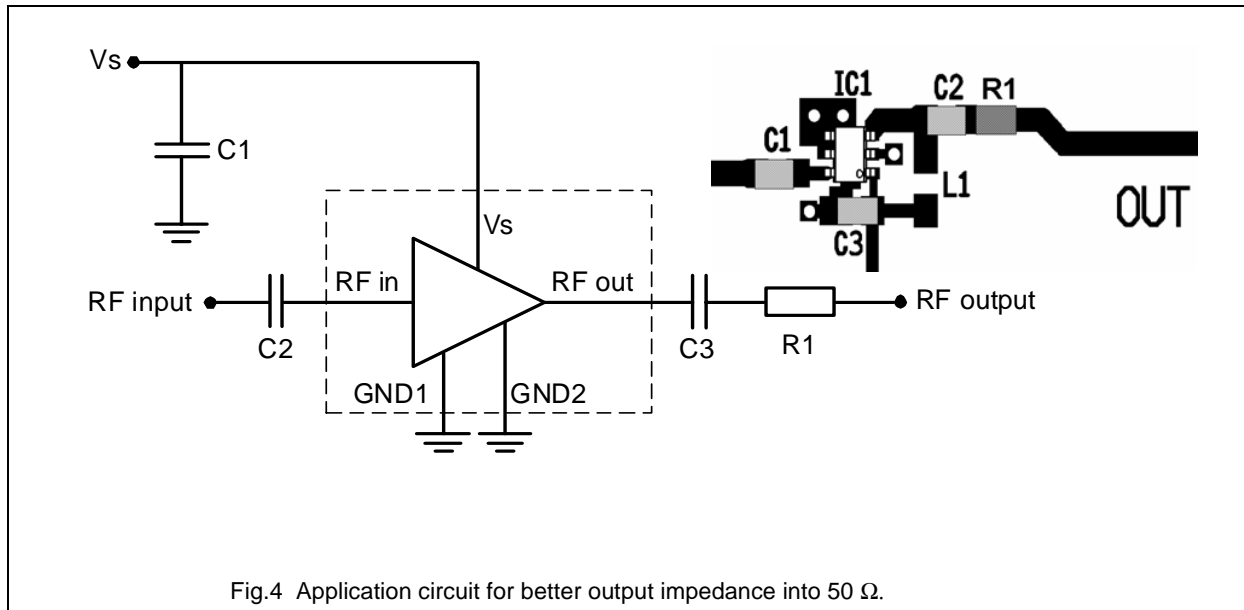 Vs
C1
Vs
RF input
C2
RF in
RF out
GND1
GND2
C3
R1
RF output
IC1
C2
R1
C1
L1
C3
OUT
Fig.4 Application circuit for better output impedance into 50 Ω.